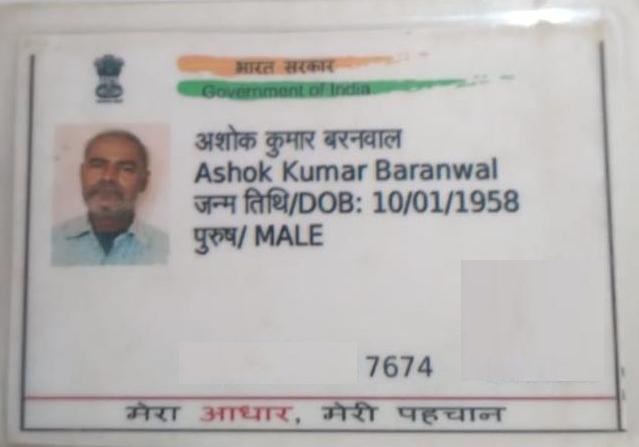 भारत सरकार
Government of India
अशोक कुमार बरनवाल
Ashok Kumar Baranwal
जन्म तिथि/DOB: 10/01/1958
पुरुष/ MALE
7674
मेरा आधार, मेरी पहचान